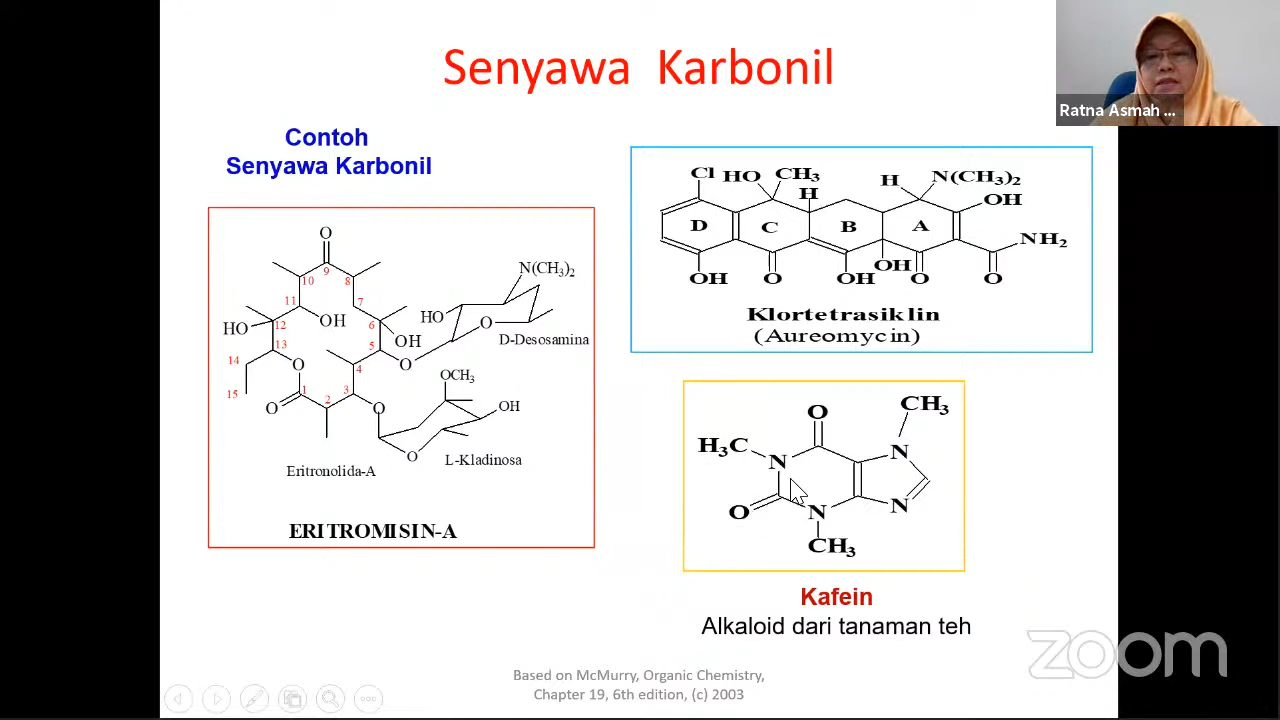 Senyawa Karbonil
Ratna Asmah ...
Contoh
Senyawa Karbonil
O
9
10
8
11
7
HO
12
OH
6
OH
13
5
14
O
4
O
15
1
3
O
2
O
N(CH3)2
HO
O
D-Desosamina
OCH3
OH
O
L-Kladinosa
Eritronolida-A
ERITROMISIN-A
Cl HO CH3 H H N(CH3)2
OH
D C B A
NH2
OH O OH OH O O
Klortetrasiklin
(Aureomycin)
O
CH3
H3C
N
N
O
N
N
CH3
Kafein
Alkaloid dari tanaman teh
zoom
Based on McMurry, Organic Chemistry,
Chapter 19, 6th edition, (c) 2003